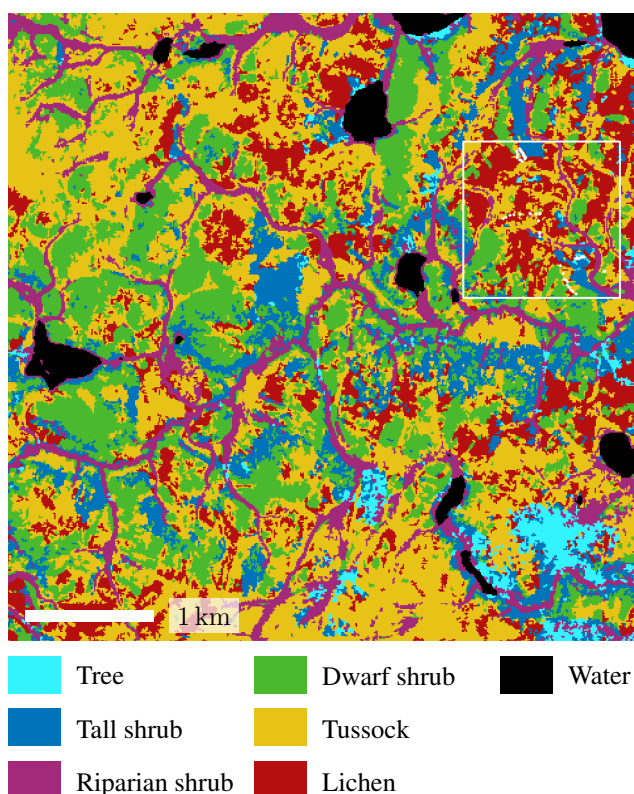 1 km
Tree
Dwarf shrub
Water
Tall shrub
Tussock
Riparian shrub
Lichen